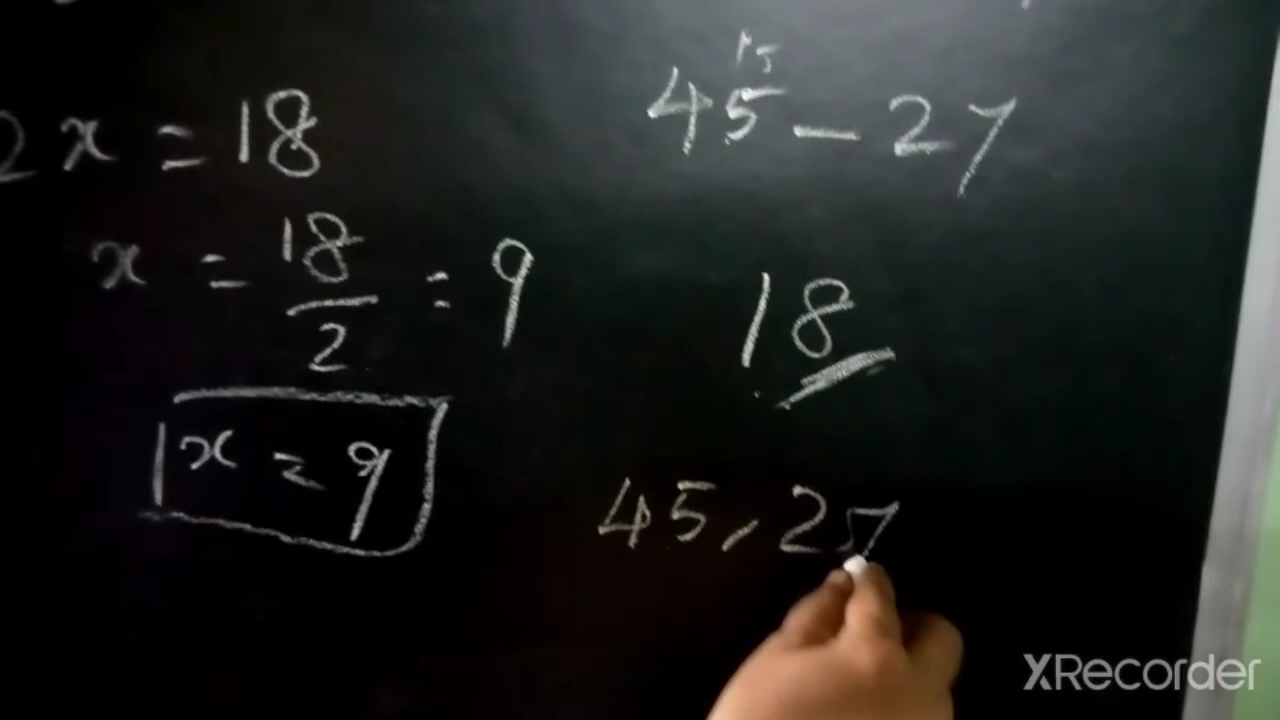 2x = 18
x = 18/2 = 9
x = 9
15
45 - 27
18
45, 27
XRecorder